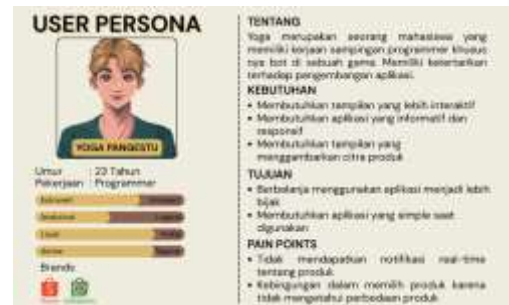 USER PERSONA
YOGA PANGESTU
Umur : 23 Tahun
Pekerjaan : Programmer
Brands
TENTANG
Yoga merupakan seorang mahasiswa yang
memiliki kerjaan sampingan programmer khusus
nya bot di sebuah game. Memiliki ketertarikan
terhadap pengembangan aplikasi.
KEBUTUHAN
• Membutuhkan tampilan yang lebih interaktif
• Membutuhkan aplikasi yang informatif dan
responsif
• Membutuhkan tampilan yang
menggambarkan citra produk
TUJUAN
• Berbelanja menggunakan aplikasi menjadi lebih
bijak
• Membutuhkan aplikasi yang simple saat
digunakan
PAIN POINTS
• Tidak mendapatkan notifikasi real-time
tentang produk
• Kebingungan dalam memilih produk karena
tidak mengetahui perbedaan produk